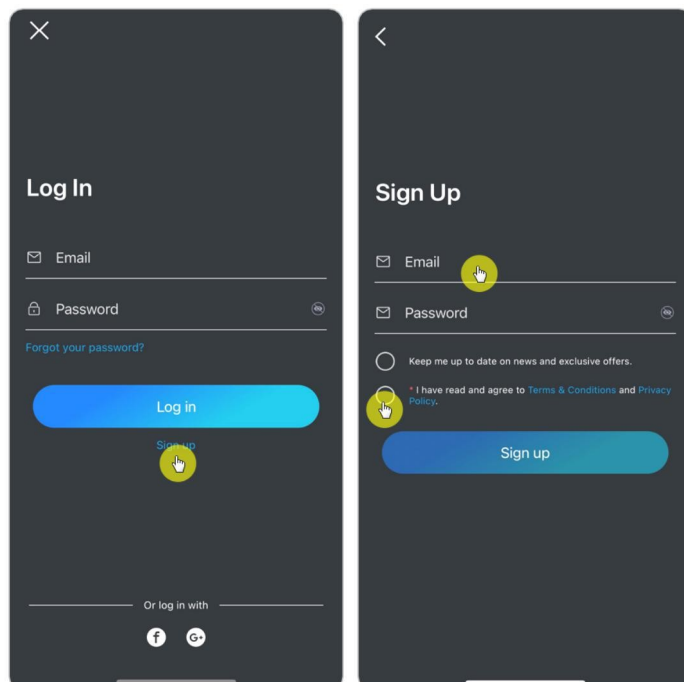 Log In
Email
Password
Forgot your password?
Log in
Sign up
Or log in with
f G+
Sign Up
Email
Password
Keep me up to date on news and exclusive offers.
* I have read and agree to Terms & Conditions and Privacy
Policy.
Sign up